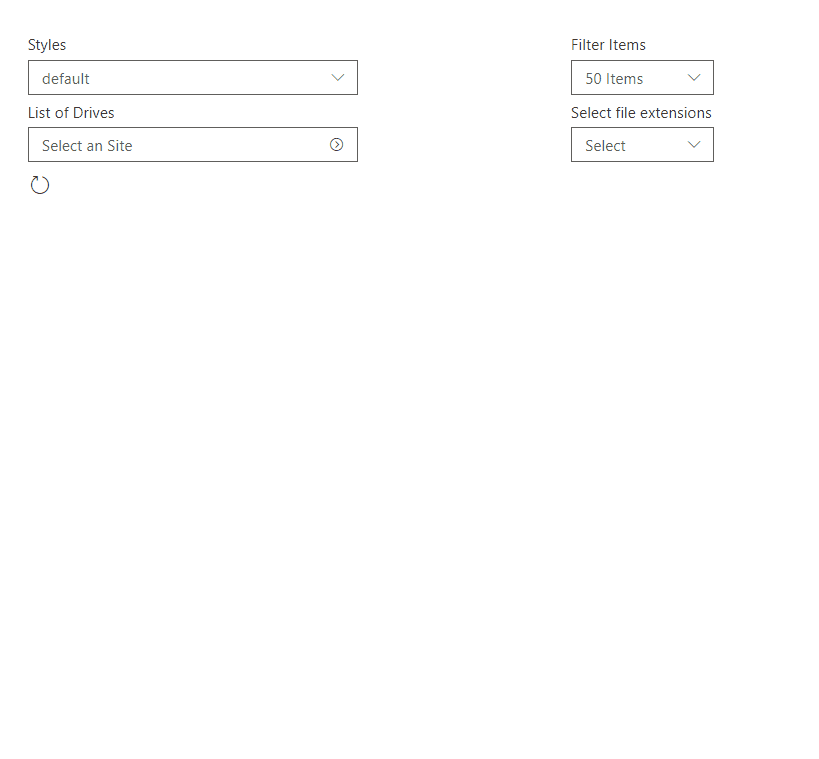 Styles
default
List of Drives
Select an Site
Filter Items
50 Items
Select file extensions
Select